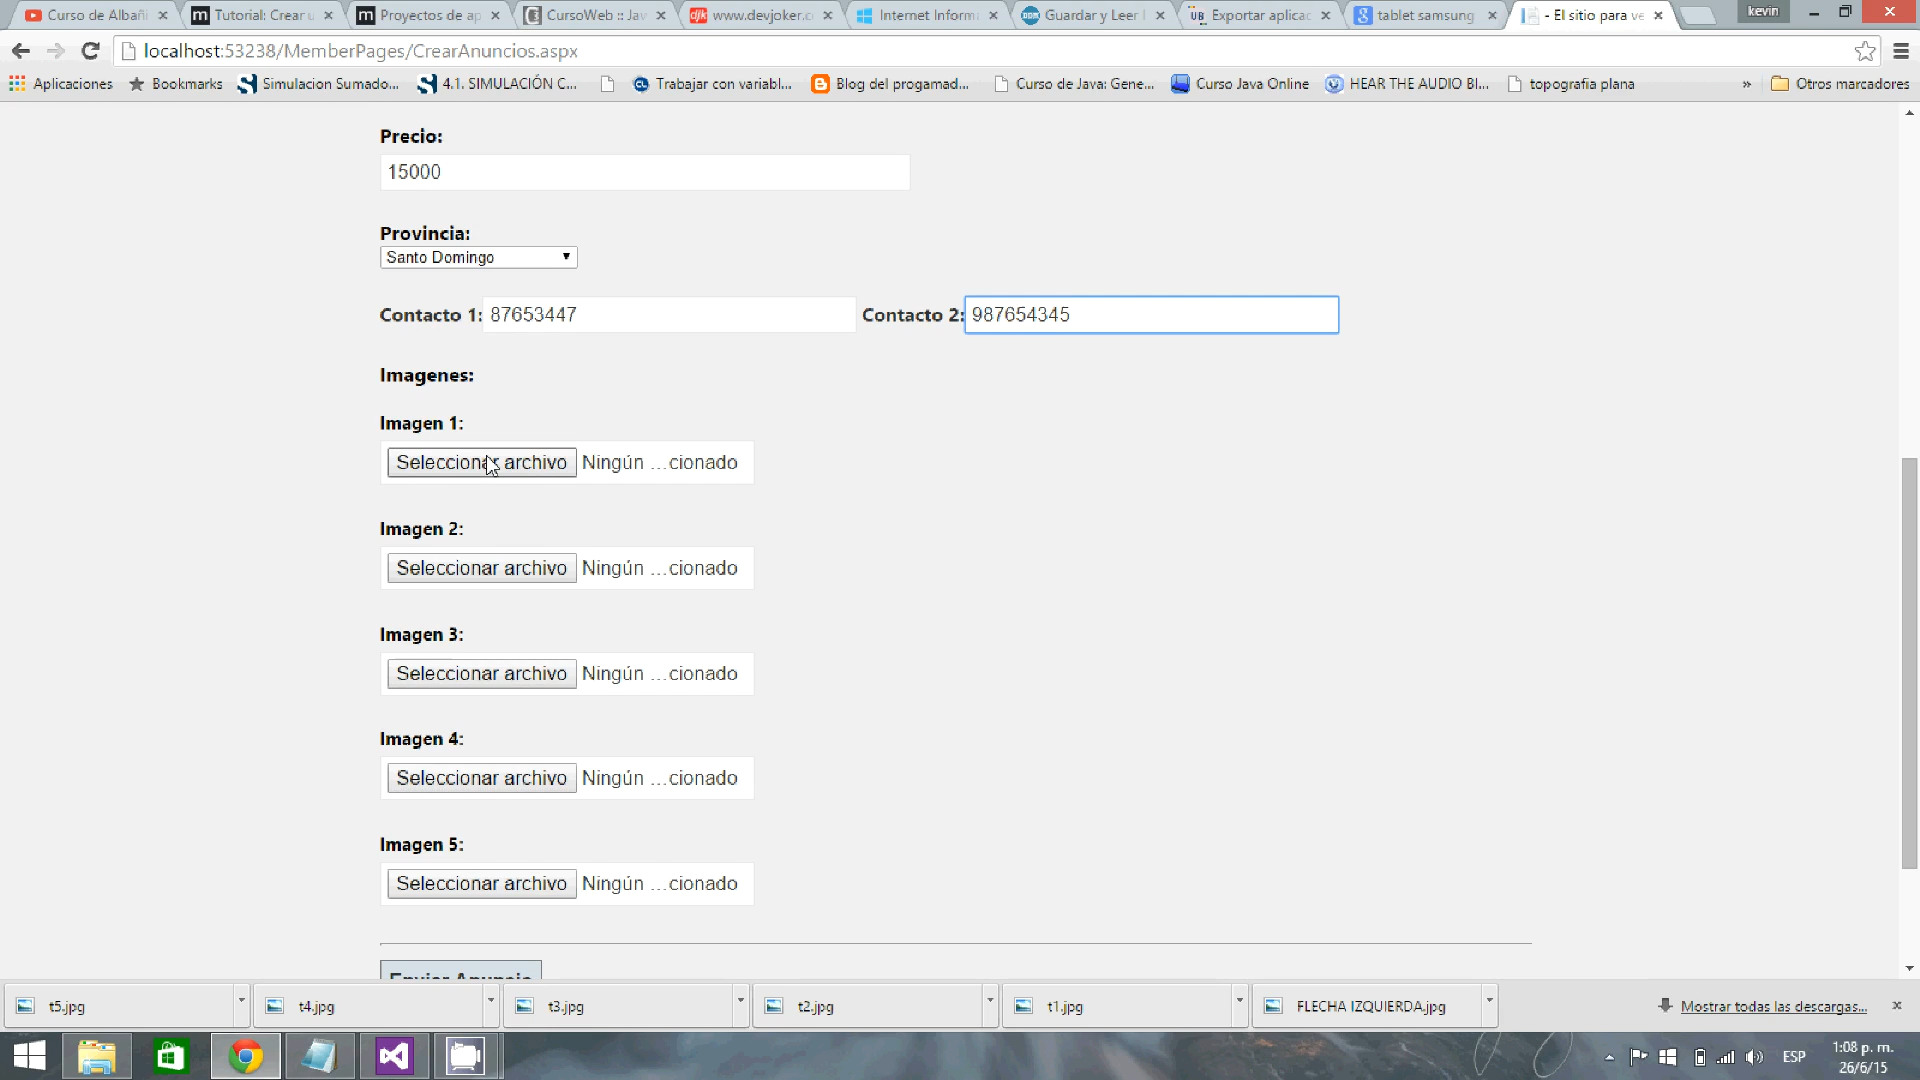 Curso de Albañi
Tutorial: Crear u
Proyectos de ap
CursoWeb :: Jav
www.devjoker.c
Internet Inform
Guardar y Leer
Exportar aplicac
tablet samsung
- El sitio para ve
kevin
localhost:53238/MemberPages/CrearAnuncios.aspx
Aplicaciones
Bookmarks
Simulacion Sumado...
4.1. SIMULACIÓN C...
Trabajar con variabl...
Blog del progamad...
Curso de Java: Gene...
Curso Java Online
HEAR THE AUDIO BI...
topografia plana
»
Otros marcadores
Precio:
15000
Provincia:
Santo Domingo
Contacto 1: 87653447 Contacto 2: 987654345
Imagenes:
Imagen 1:
Seleccionar archivo Ningún ...cionado
Imagen 2:
Seleccionar archivo Ningún ...cionado
Imagen 3:
Seleccionar archivo Ningún ...cionado
Imagen 4:
Seleccionar archivo Ningún ...cionado
Imagen 5:
Seleccionar archivo Ningún ...cionado
Enviar Anuncio
t5.jpg
t4.jpg
t3.jpg
t2.jpg
t1.jpg
FLECHA IZQUIERDA.jpg
Mostrar todas las descargas...
ESP
1:08 p. m.
26/6/15